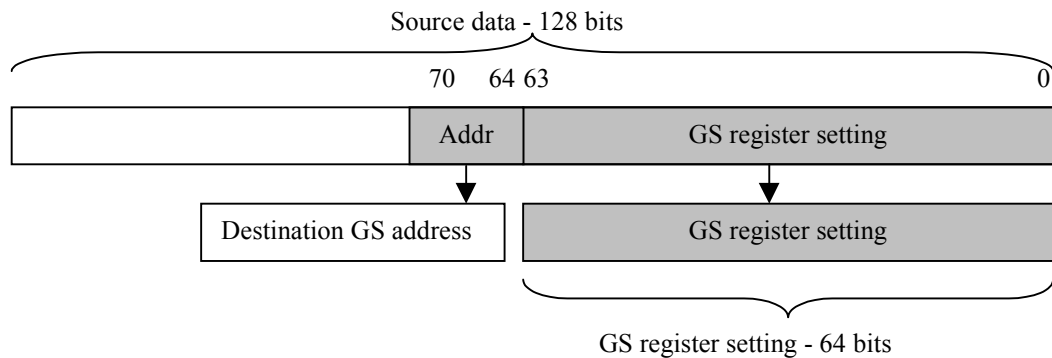 Source data - 128 bits
70 64 63 0
Addr GS register setting
Destination GS address GS register setting
GS register setting - 64 bits